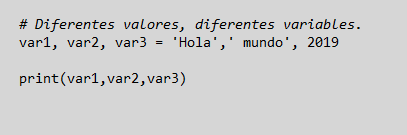 # Diferentes valores, diferentes variables.
var1, var2, var3 = 'Hola',' mundo', 2019
print(var1,var2,var3)